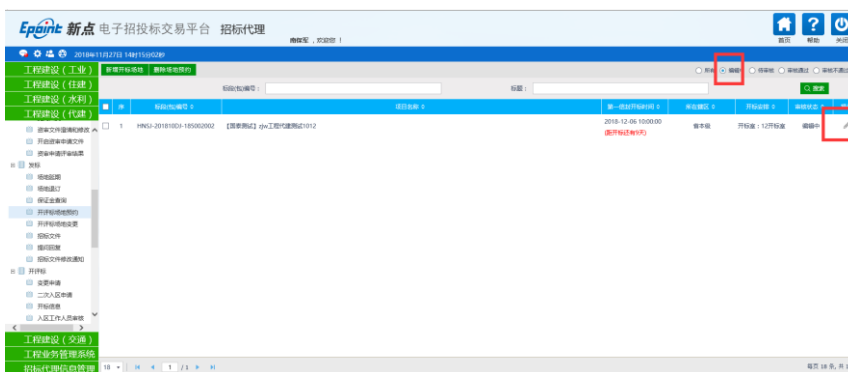 Epoint 新点 电子招投标交易平台 招标代理
南俊军 ，欢迎您！
首页 帮助 关闭
2018年11月27日 14时15分02秒
工程建设（工业）
工程建设（住建）
工程建设（水利）
工程建设（代建）
新增开标场地 删除场地预约
所有 编辑中 待审核 审核通过 审核不通过
标段(包)编号： 标题： 搜索
序 标段(包)编号 项目名称 第一信封开标时间 所在辖区 开标安排 审核状态
1 HNSJ-201810DJ-185002002 【国泰测试】zjw工程代建测试1012 2018-12-06 10:00:00 省本级 开标室：12开标室 编辑中
(距开标还有9天)
资审文件澄清和修改
开启资审申请文件
资审申请评审结果
发标
场地延期
场地退订
保证金查询
开评标场地预约
开评标场地变更
招标文件
提问回复
招标文件修改通知
开评标
变更申请
二次入区申请
开标信息
入区工作人员审核
工程建设（交通）
工程业务管理系统
招标代理信息管理
18 1 /1 每页 18 条, 共